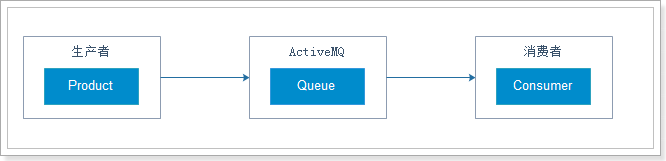 生产者
Product
ActiveMQ
Queue
消费者
Consumer